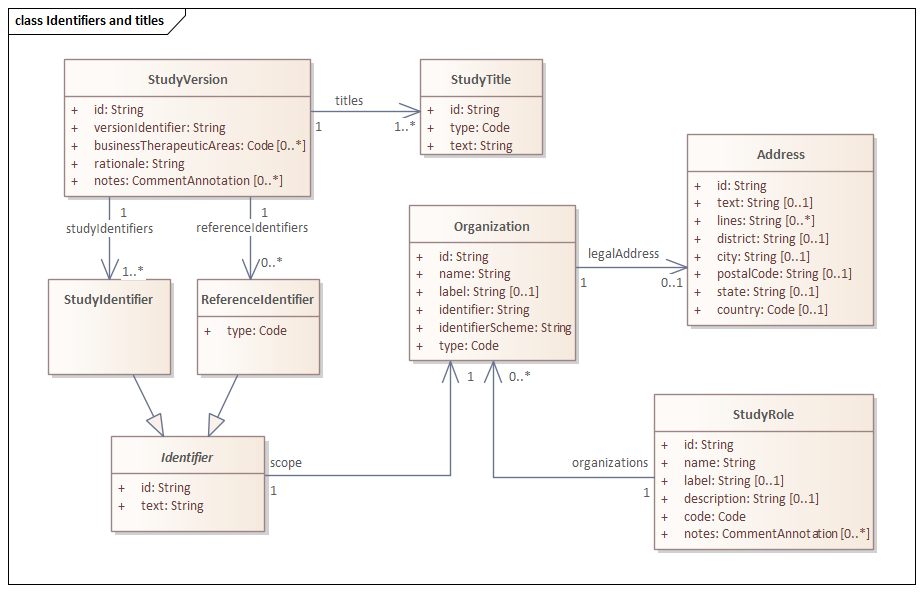 class Identifiers and titles
StudyVersion
+ id: String
+ versionIdentifier: String
+ businessTherapeuticAreas: Code [0..*]
+ rationale: String
+ notes: CommentAnnotation [0..*]
titles
1
1..*
StudyTitle
+ id: String
+ type: Code
+ text: String
Address
+ id: String
+ text: String [0..1]
+ lines: String [0..*]
+ district: String [0..1]
+ city: String [0..1]
+ postalCode: String [0..1]
+ state: String [0..1]
+ country: Code [0..1]
1
studyIdentifiers
1..*
1
referenceIdentifiers
0..*
Organization
+ id: String
+ name: String
+ label: String [0..1]
+ identifier: String
+ identifierScheme: String
+ type: Code
legalAddress
1
0..1
StudyIdentifier
ReferenceIdentifier
+ type: Code
1
0..*
Identifier
+ id: String
+ text: String
scope
1
organizations
1
StudyRole
+ id: String
+ name: String
+ label: String [0..1]
+ description: String [0..1]
+ code: Code
+ notes: CommentAnnotation [0..*]